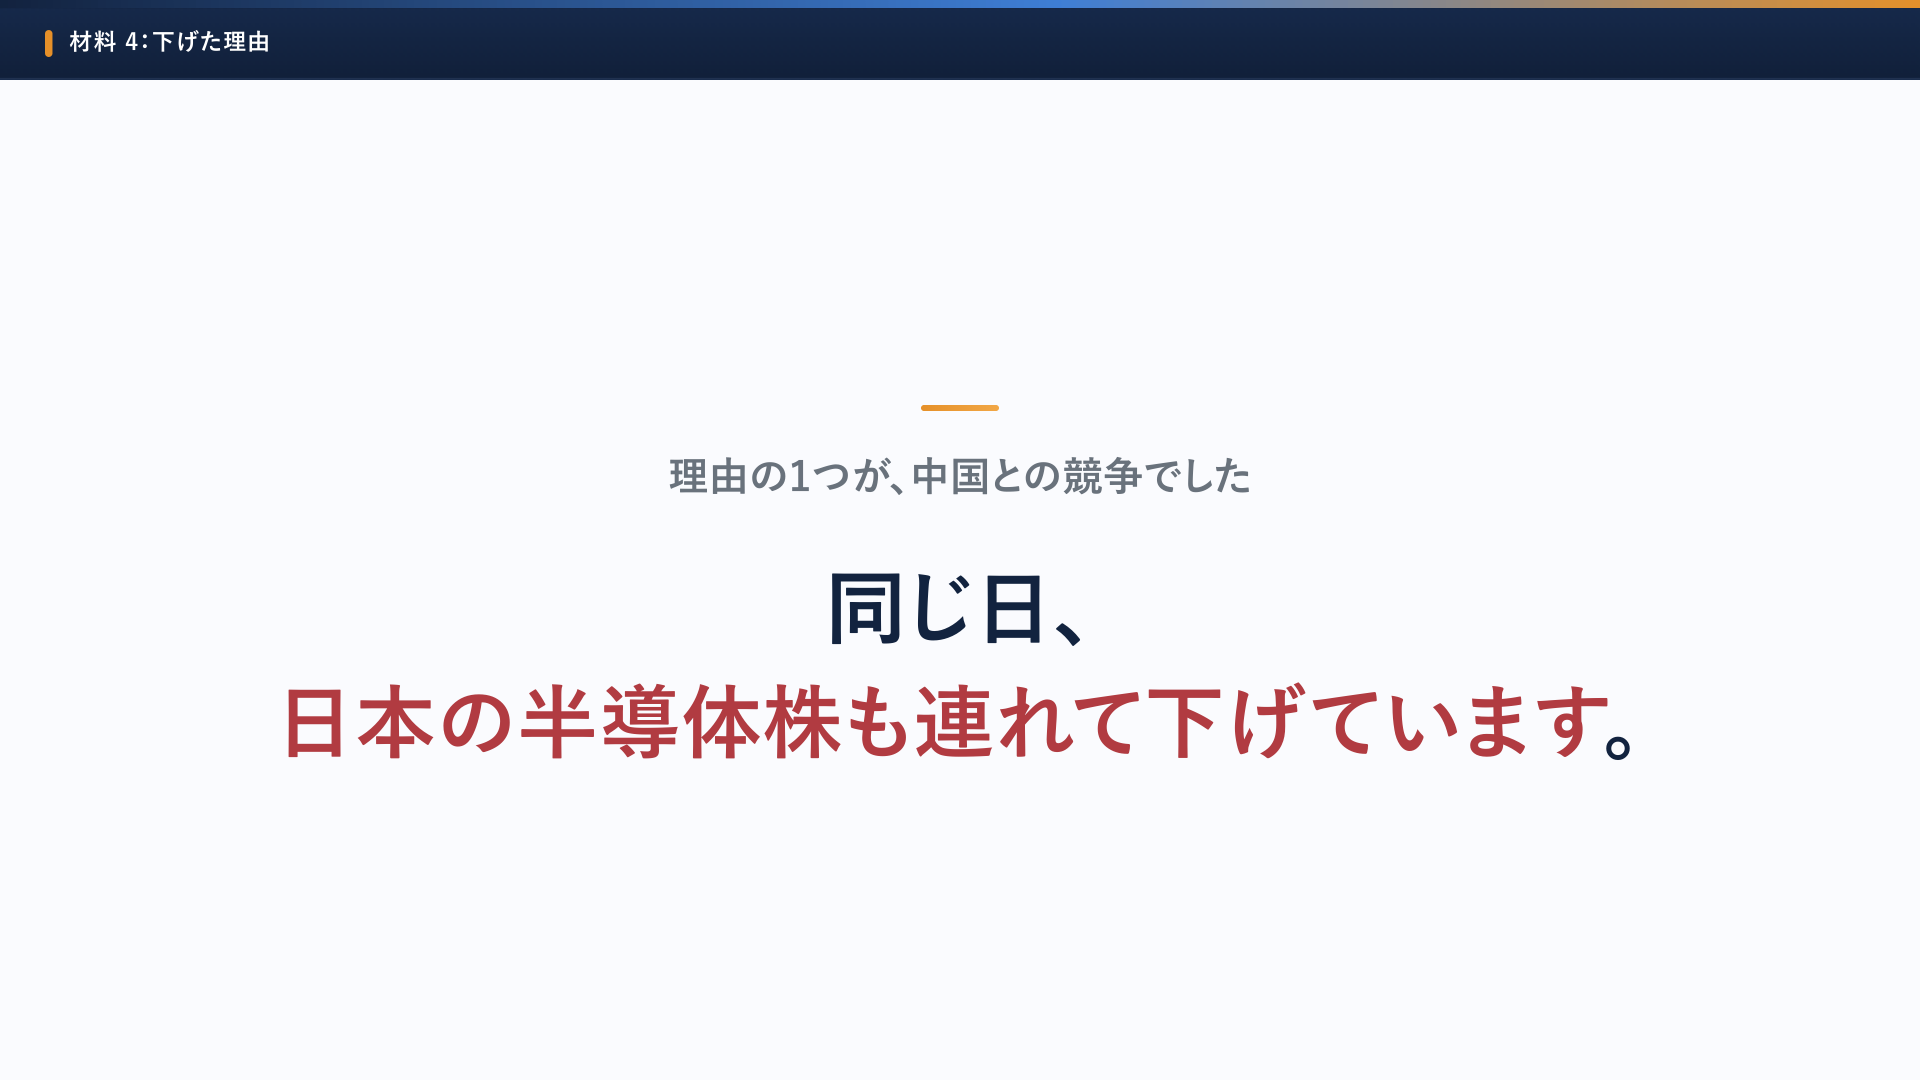 材料 4：下げた理由
理由の1つが、中国との競争でした
同じ日、
日本の半導体株も連れて下げています。